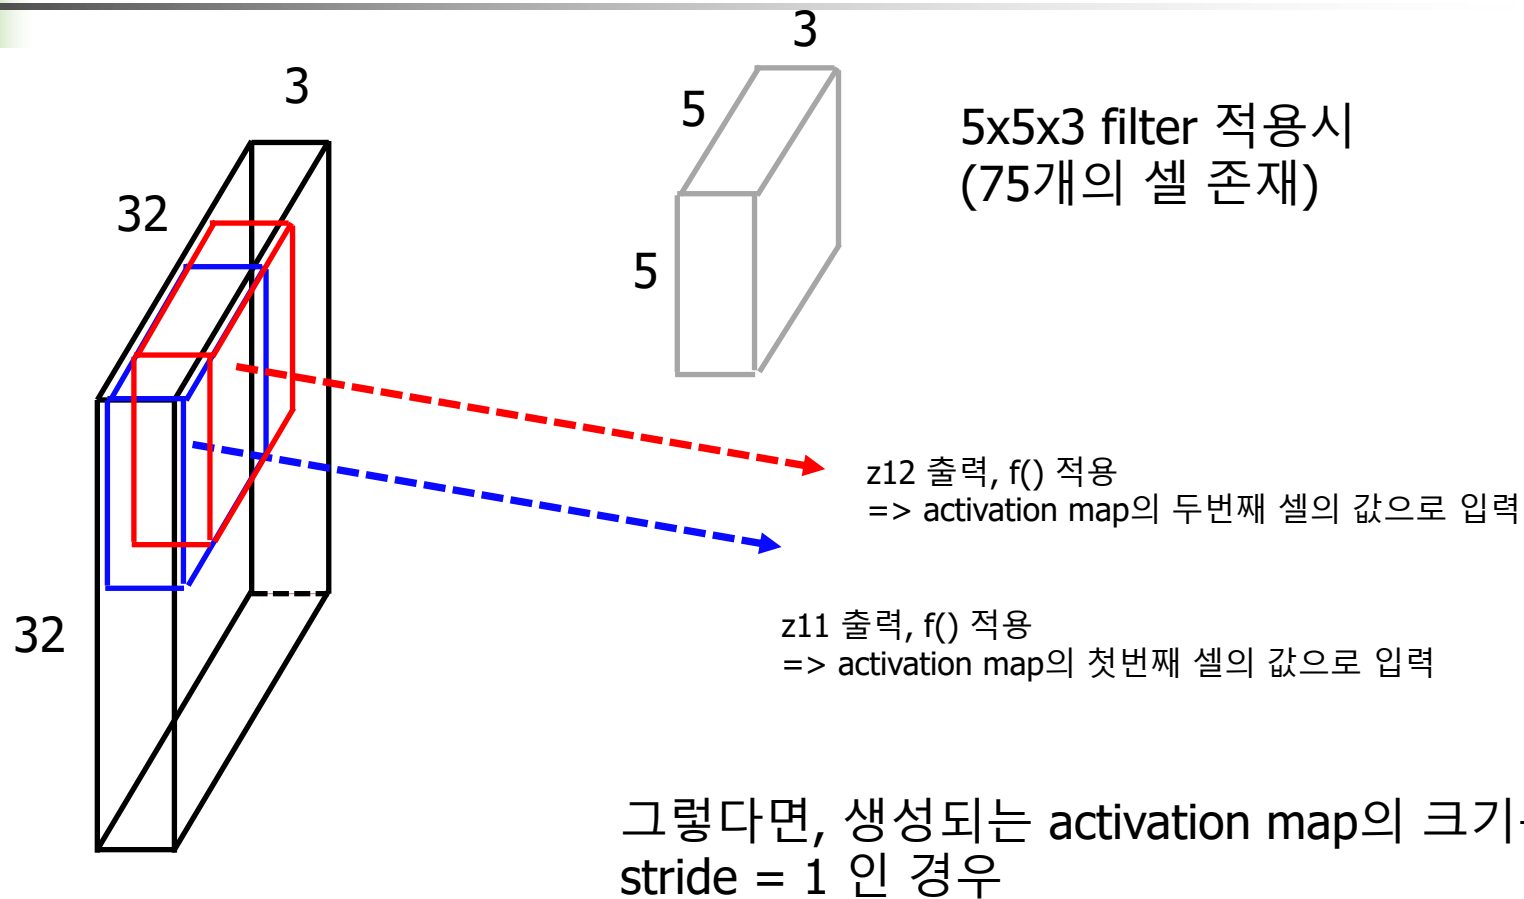 3
32
32
3
5
5
5x5x3 filter 적용시
(75개의 셀 존재)
z12 출력, f() 적용
=> activation map의 두번째 셀의 값으로 입력
z11 출력, f() 적용
=> activation map의 첫번째 셀의 값으로 입력
그렇다면, 생성되는 activation map의 크기
stride = 1 인 경우